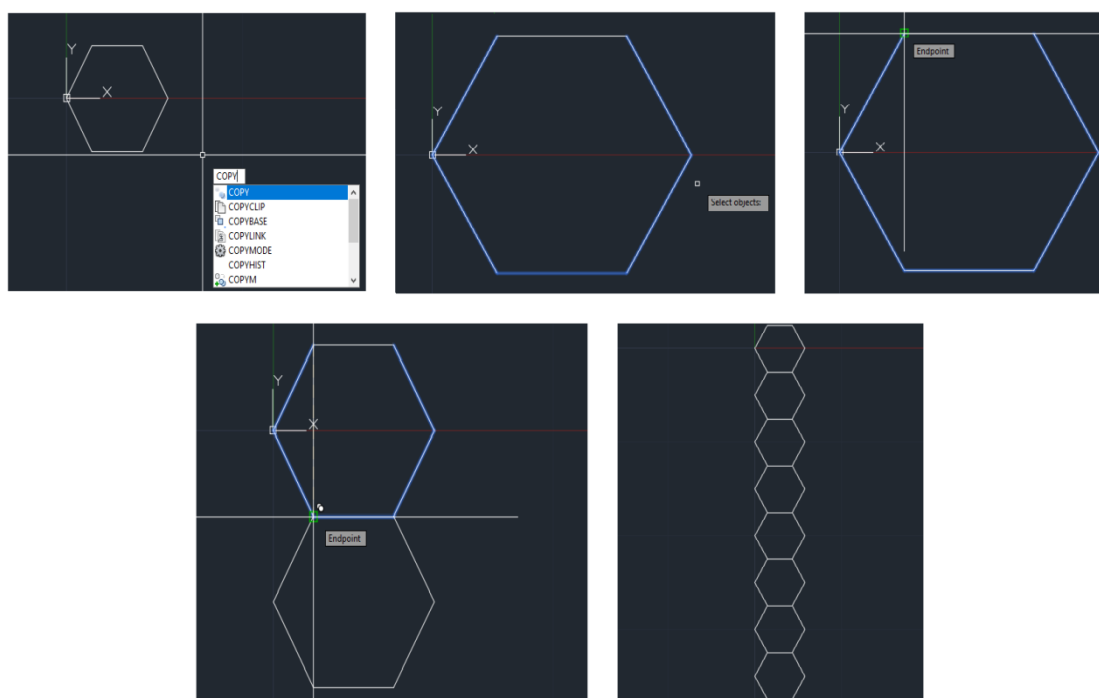 Y
X
COPY
COPY
COPYCLIP
COPYBASE
COPYLINK
COPYMODE
COPYHIST
COPYM
Y
X
Select objects:
Endpoint
Y
X
Y
X
Endpoint